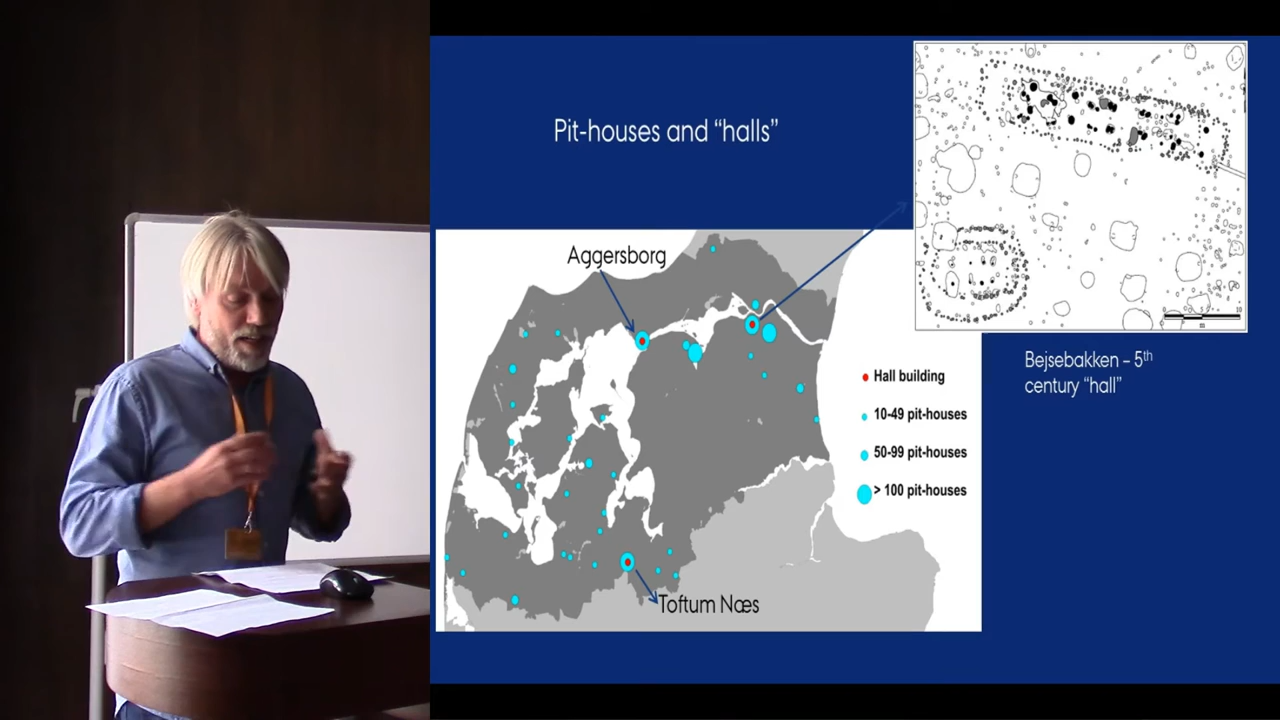 Pit-houses and “halls”
Aggersborg
Hall building
10-49 pit-houses
50-99 pit-houses
> 100 pit-houses
Toftum Næs
10
m
Bejsebakken – 5th
century “hall”